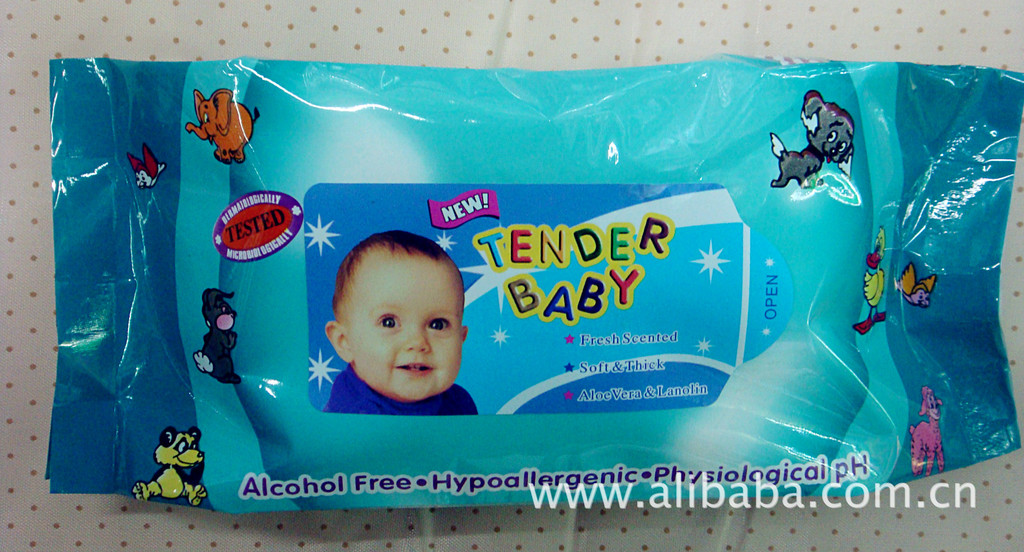 DERMATOLOGICALLY
TESTED
MICROBIOLOGICALLY
NEW!
TENDER
BABY
OPEN
Fresh Scented
Soft & Thick
Aloe Vera & Lanolin
Alcohol Free • Hypoallergenic • Physiological pH
www.alibaba.com.cn